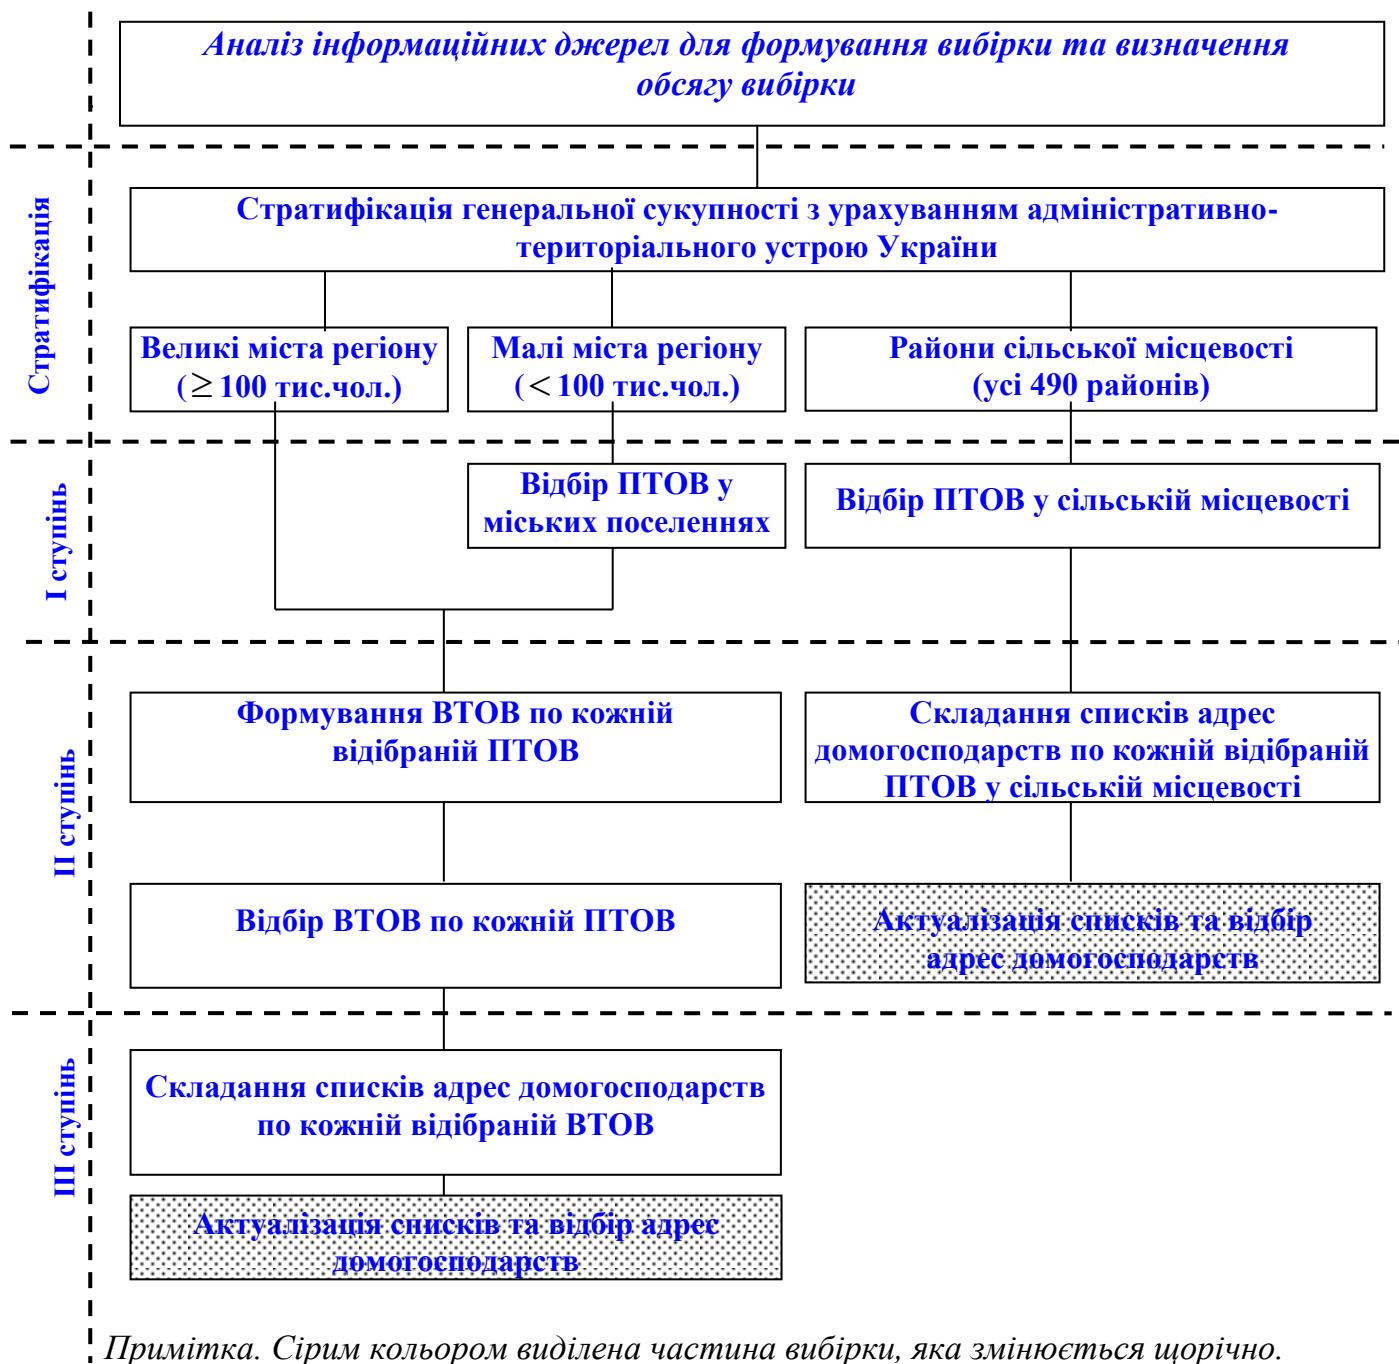 Аналіз інформаційних джерел для формування вибірки та визначення
обсягу вибірки
Стратифікація
Стратифікація генеральної сукупності з урахуванням адміністративно-
територіального устрою України
Великі міста регіону
(≥100 тис.чол.)
Малі міста регіону
(<100 тис.чол.)
Райони сільської місцевості
(усі 490 районів)
І ступінь
Відбір ПТОВ у
міських поселеннях
Відбір ПТОВ у сільській місцевості
ІІ ступінь
Формування ВТОВ по кожній
відібраній ПТОВ
Складання списків адрес
домогосподарств по кожній відібраній
ПТОВ у сільській місцевості
Відбір ВТОВ по кожній ПТОВ
Актуалізація списків та відбір
адрес домогосподарств
ІІІ ступінь
Складання списків адрес домогосподарств
по кожній відібраній ВТОВ
Актуалізація списків та відбір адрес
домогосподарств
Примітка. Сірим кольором виділена частина вибірки, яка змінюється щорічно.